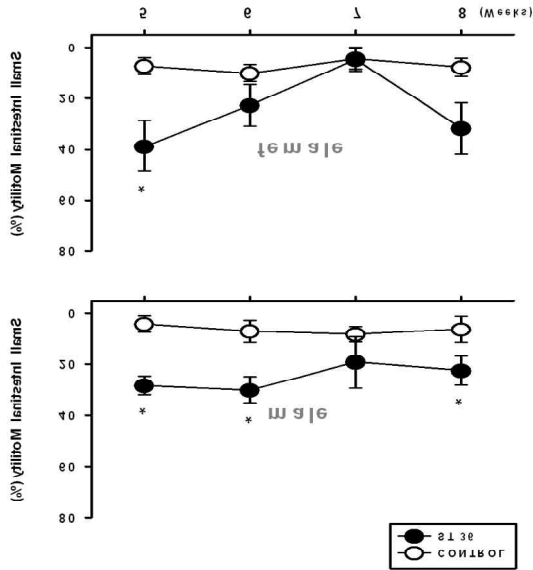 CONTROL
ST 36
Small Intestinal Motility (%)
80
60
40
20
0
* * *
male
Small Intestinal Motility (%)
80
60
40
20
0
*
female
5 6 7 8 (Weeks)